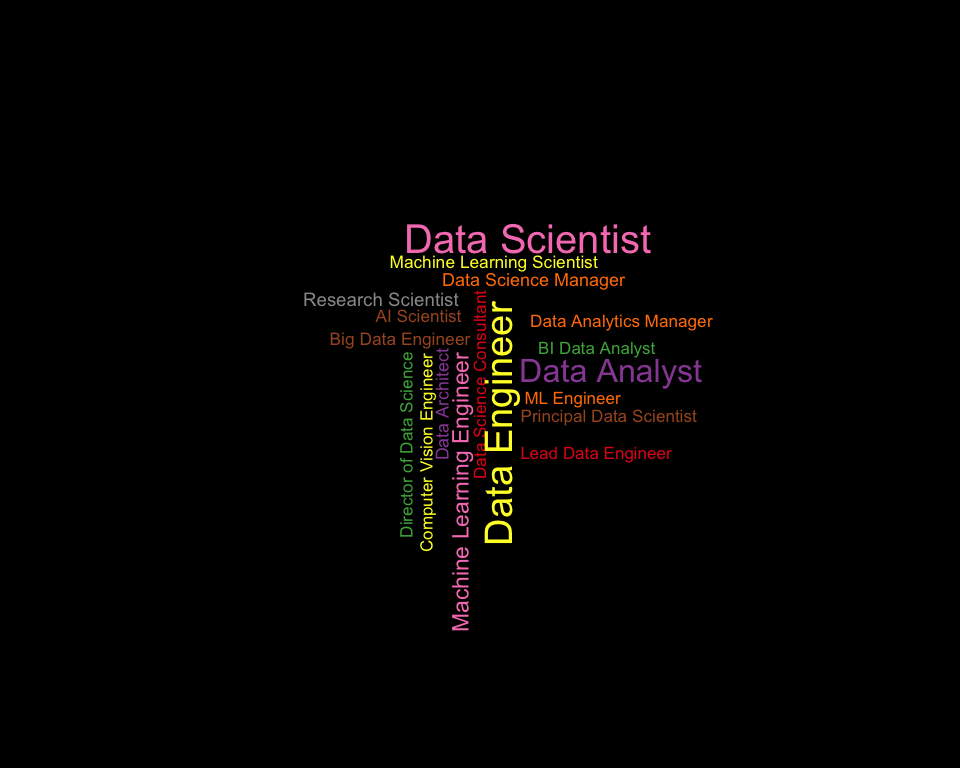 Data Scientist
Machine Learning Scientist
Data Science Manager
Research Scientist
AI Scientist
Big Data Engineer
Director of Data Science
Computer Vision Engineer
Data Architect
Machine Learning Engineer
Data Science Consultant
Data Engineer
Data Analytics Manager
BI Data Analyst
Data Analyst
ML Engineer
Principal Data Scientist
Lead Data Engineer